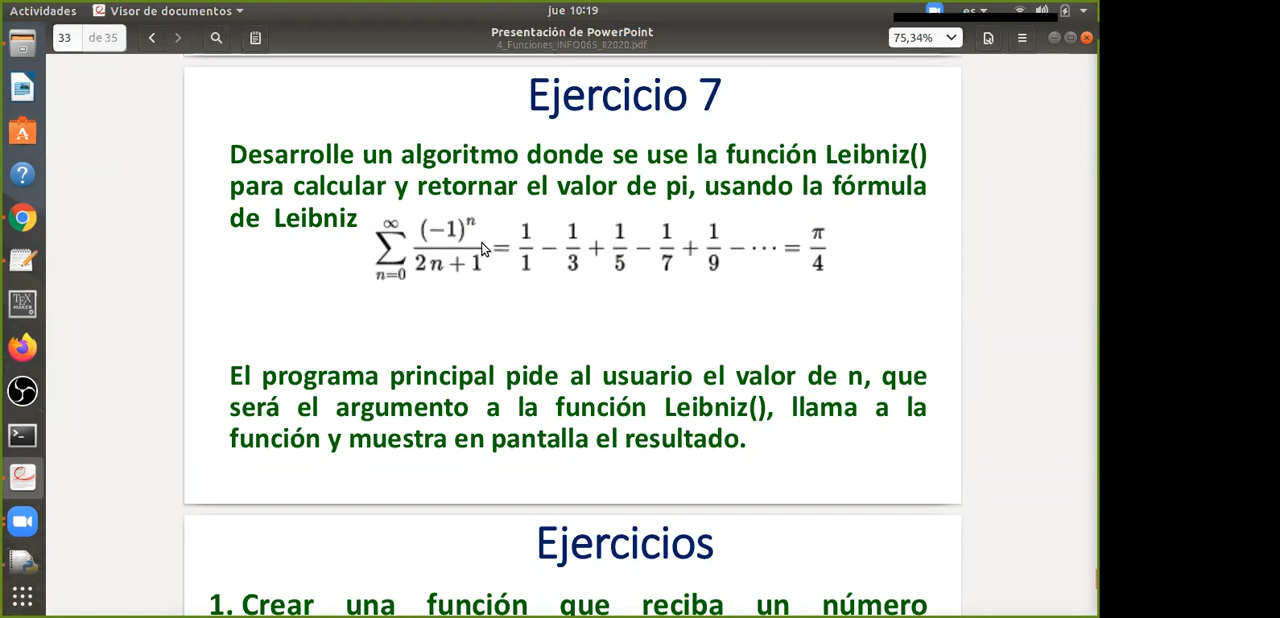 Actividades Visor de documentos jue 10:19
33 de 35 Presentación de PowerPoint 75,34%
4_Funciones_INFO065_II2020.pdf
Ejercicio 7
Desarrolle un algoritmo donde se use la función Leibniz()
para calcular y retornar el valor de pi, usando la fórmula
de Leibniz
∞ ∑ n=0 (−1)^n / 2n+1 = 1/1 − 1/3 + 1/5 − 1/7 + 1/9 − ⋯ = π/4
El programa principal pide al usuario el valor de n, que
será el argumento a la función Leibniz(), llama a la
función y muestra en pantalla el resultado.
Ejercicios
1. Crear una función que reciba un número